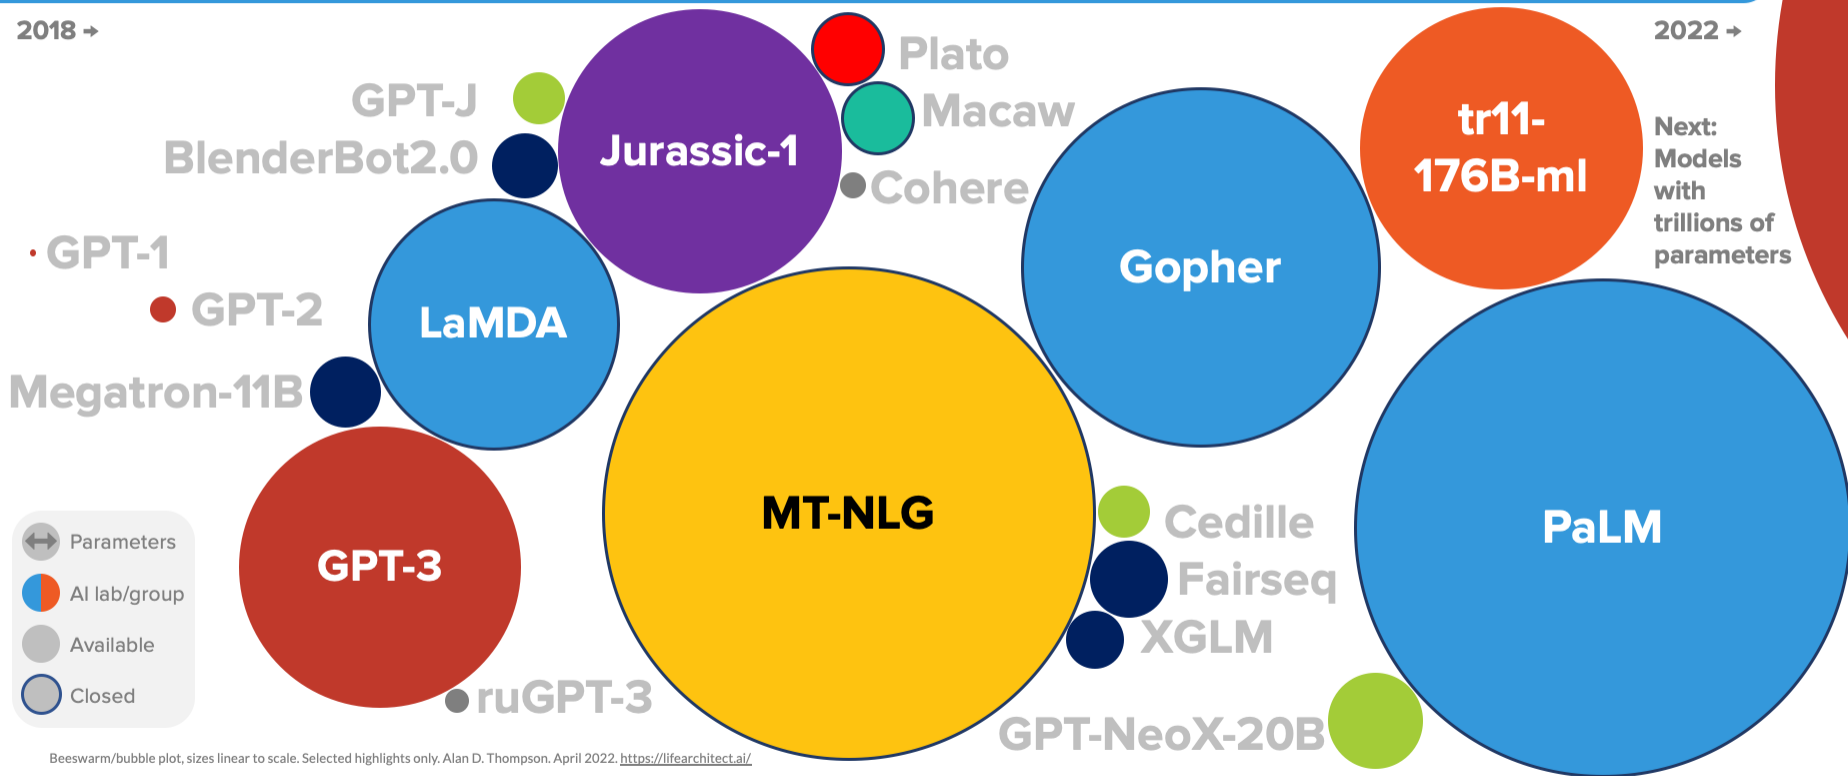 2018 →
2022 →
Plato
GPT-J
Macaw
tr11-
176B-ml
Next:
Models
with
trillions of
parameters
BlenderBot2.0
Jurassic-1
Cohere
GPT-1
Gopher
GPT-2
LaMDA
Megatron-11B
MT-NLG
Cedille
PaLM
Fairseq
GPT-3
XGLM
ruGPT-3
GPT-NeoX-20B
Parameters
AI lab/group
Available
Closed
Beeswarm/bubble plot, sizes linear to scale. Selected highlights only. Alan D. Thompson. April 2022. https://lifearchitect.ai/